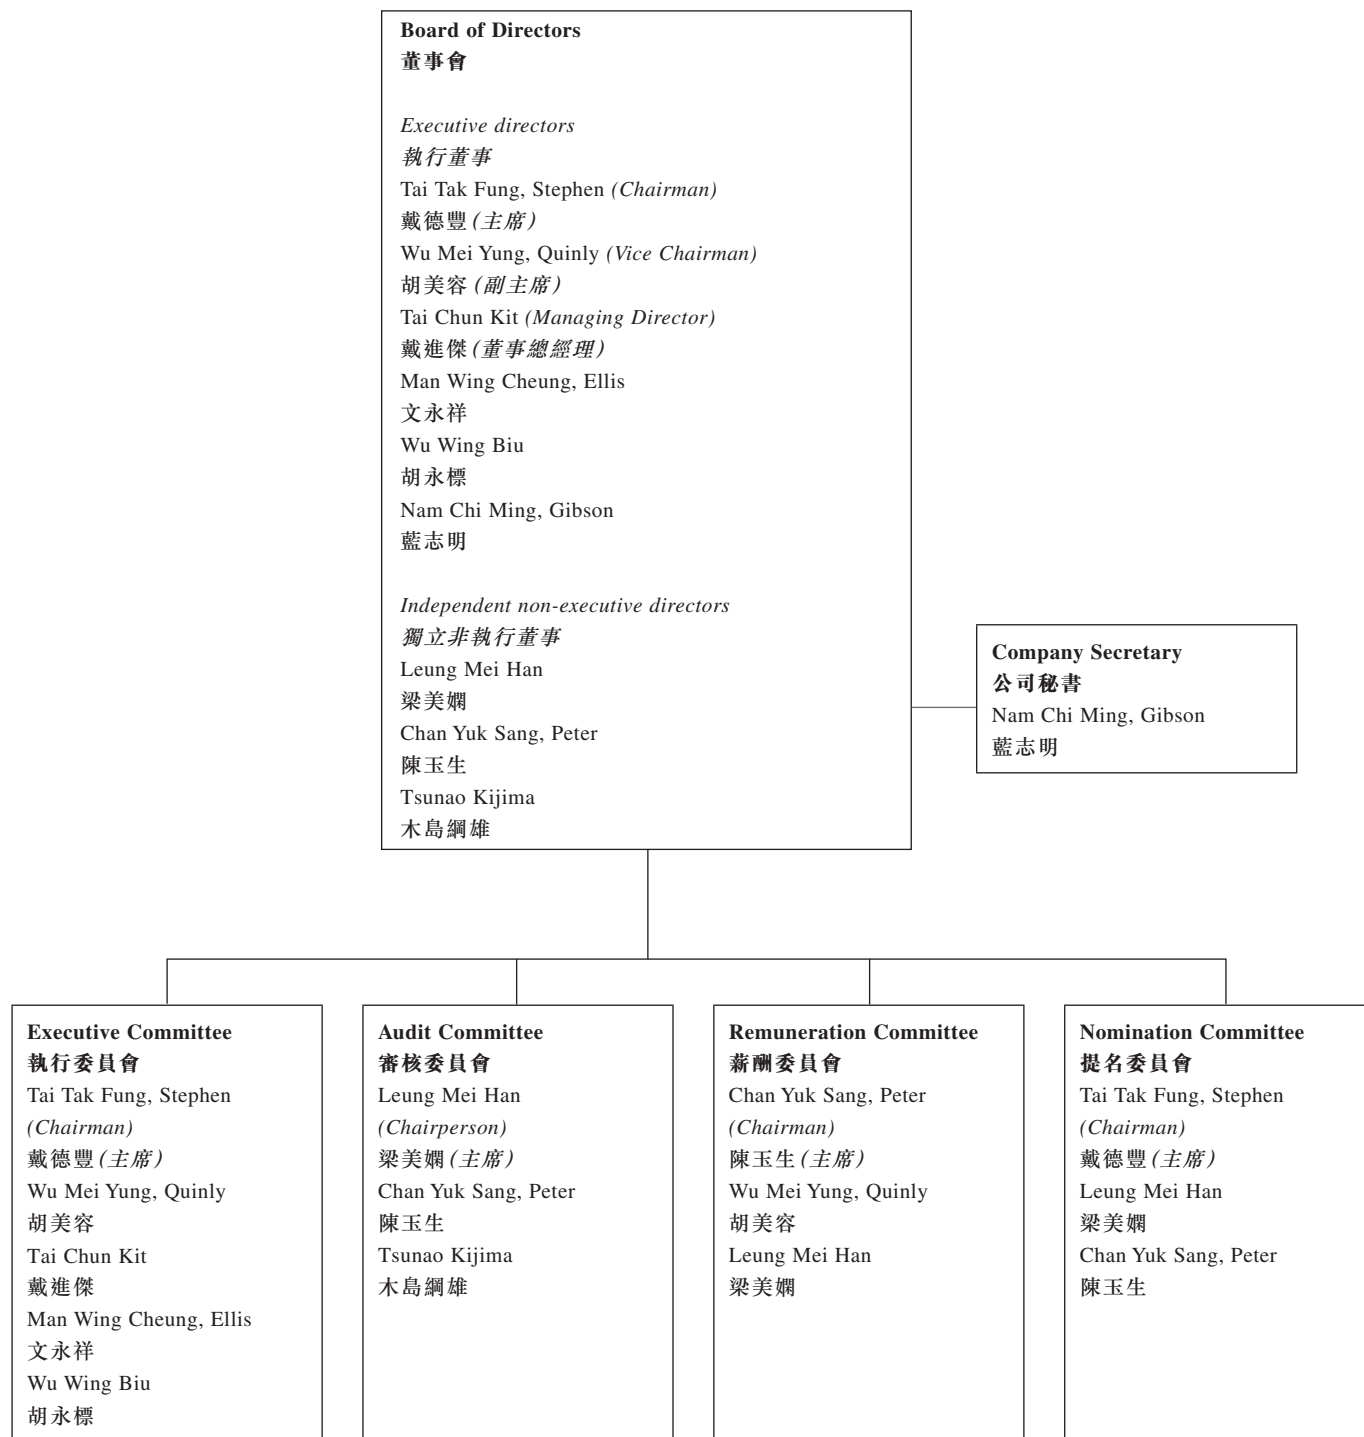 Board of Directors
董事會
Executive directors
執行董事
Tai Tak Fung, Stephen (Chairman)
戴德豐(主席)
Wu Mei Yung, Quinly (Vice Chairman)
胡美容(副主席)
Tai Chun Kit (Managing Director)
戴進傑(董事總經理)
Man Wing Cheung, Ellis
文永祥
Wu Wing Biu
胡永標
Nam Chi Ming, Gibson
藍志明
Independent non-executive directors
獨立非執行董事
Leung Mei Han
梁美嫻
Chan Yuk Sang, Peter
陳玉生
Tsunao Kijima
木島綱雄
Company Secretary
公司秘書
Nam Chi Ming, Gibson
藍志明
Executive Committee
執行委員會
Tai Tak Fung, Stephen
(Chairman)
戴德豐(主席)
Wu Mei Yung, Quinly
胡美容
Tai Chun Kit
戴進傑
Man Wing Cheung, Ellis
文永祥
Wu Wing Biu
胡永標
Audit Committee
審核委員會
Leung Mei Han
(Chairperson)
梁美嫻(主席)
Chan Yuk Sang, Peter
陳玉生
Tsunao Kijima
木島綱雄
Remuneration Committee
薪酬委員會
Chan Yuk Sang, Peter
(Chairman)
陳玉生(主席)
Wu Mei Yung, Quinly
胡美容
Leung Mei Han
梁美嫻
Nomination Committee
提名委員會
Tai Tak Fung, Stephen
(Chairman)
戴德豐(主席)
Leung Mei Han
梁美嫻
Chan Yuk Sang, Peter
陳玉生